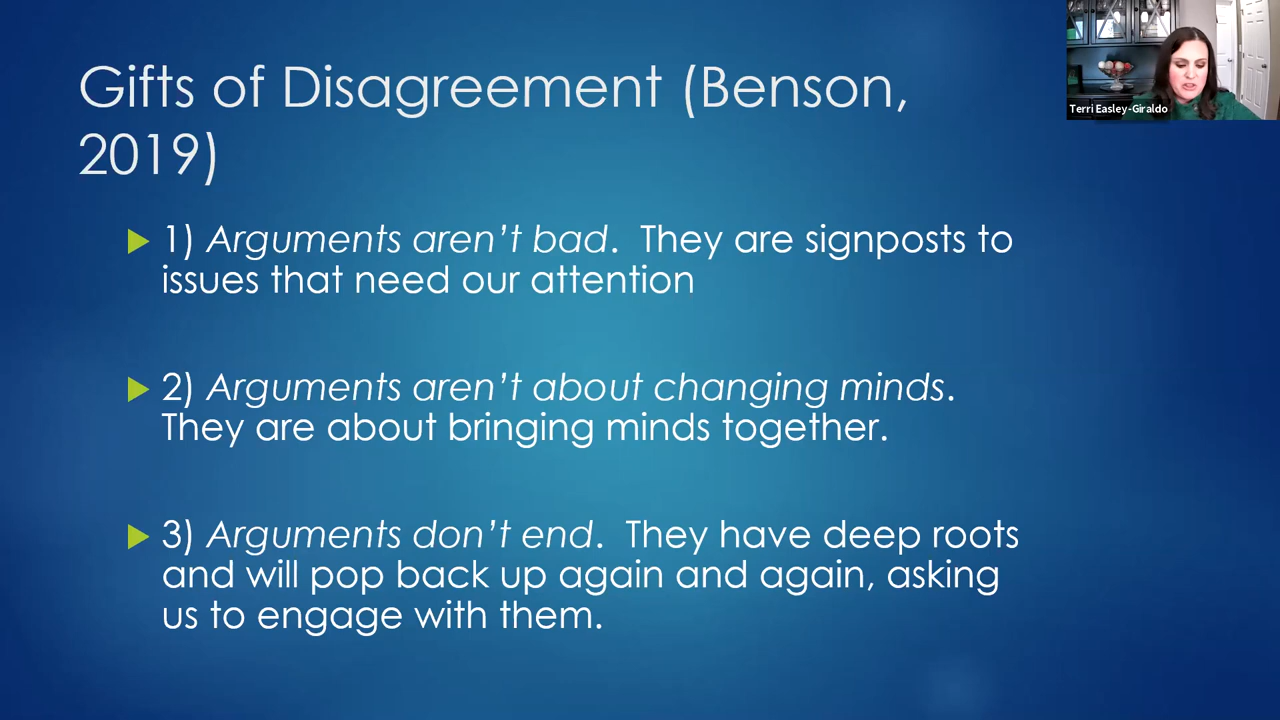 Gifts of Disagreement (Benson,
2019)
Terri Easley-Giraldo
1) Arguments aren’t bad.  They are signposts to
issues that need our attention
2) Arguments aren’t about changing minds.
They are about bringing minds together.
3) Arguments don’t end.  They have deep roots
and will pop back up again and again, asking
us to engage with them.